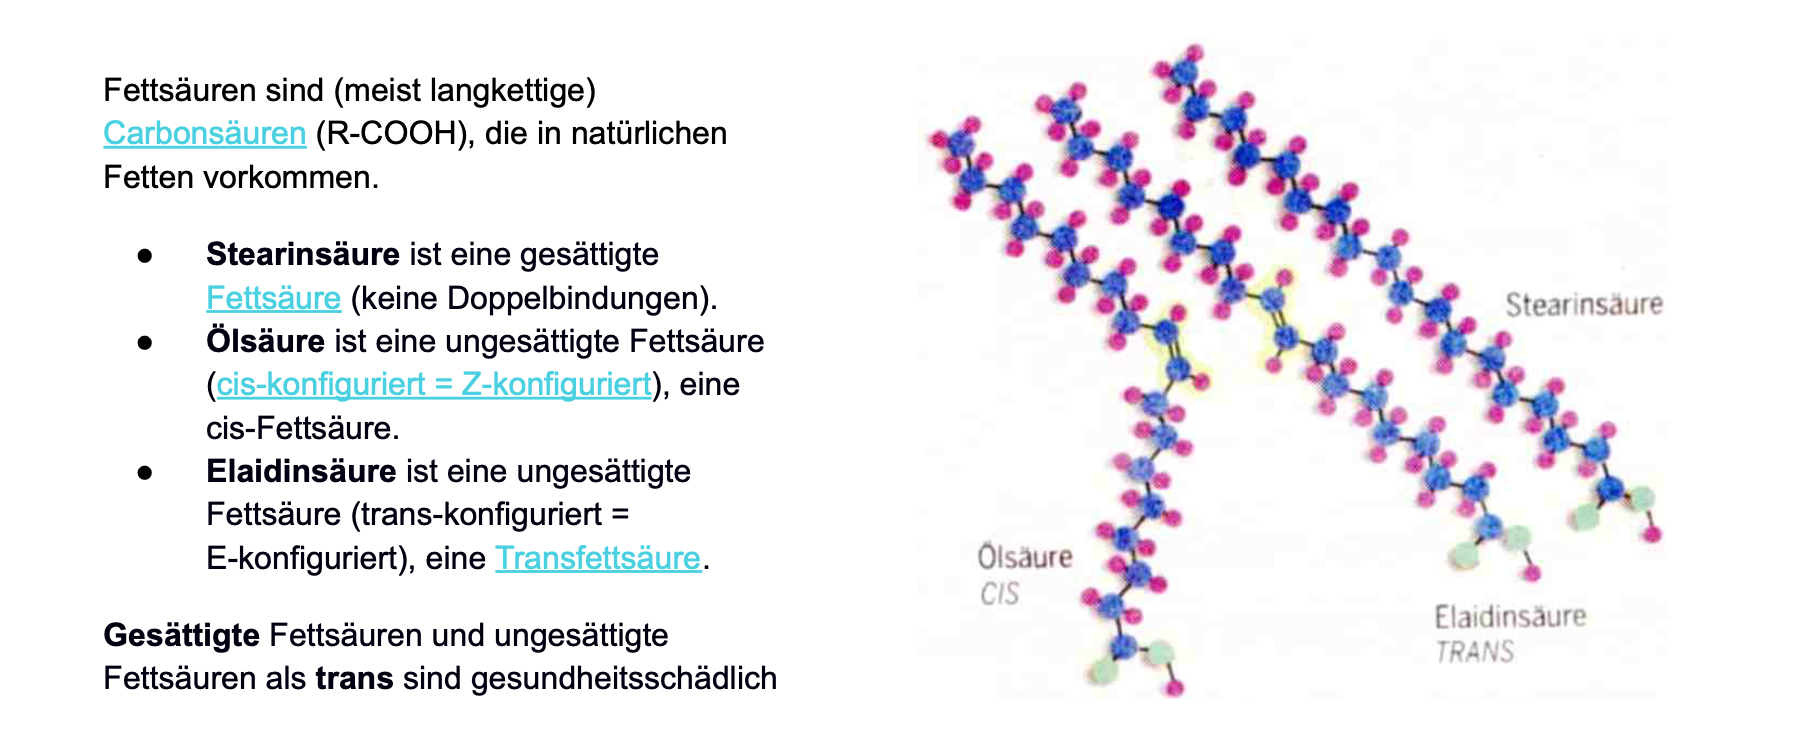 Fettsäuren sind (meist langkettige)
Carbonsäuren (R-COOH), die in natürlichen
Fetten vorkommen.
● Stearinsäure ist eine gesättigte
Fettsäure (keine Doppelbindungen).
● Ölsäure ist eine ungesättigte Fettsäure
(cis-konfiguriert = Z-konfiguriert), eine
cis-Fettsäure.
● Elaidinsäure ist eine ungesättigte
Fettsäure (trans-konfiguriert =
E-konfiguriert), eine Transfettsäure.
Gesättigte Fettsäuren und ungesättigte
Fettsäuren als trans sind gesundheitsschädlich
Stearinsäure
Ölsäure
CIS
Elaidinsäure
TRANS